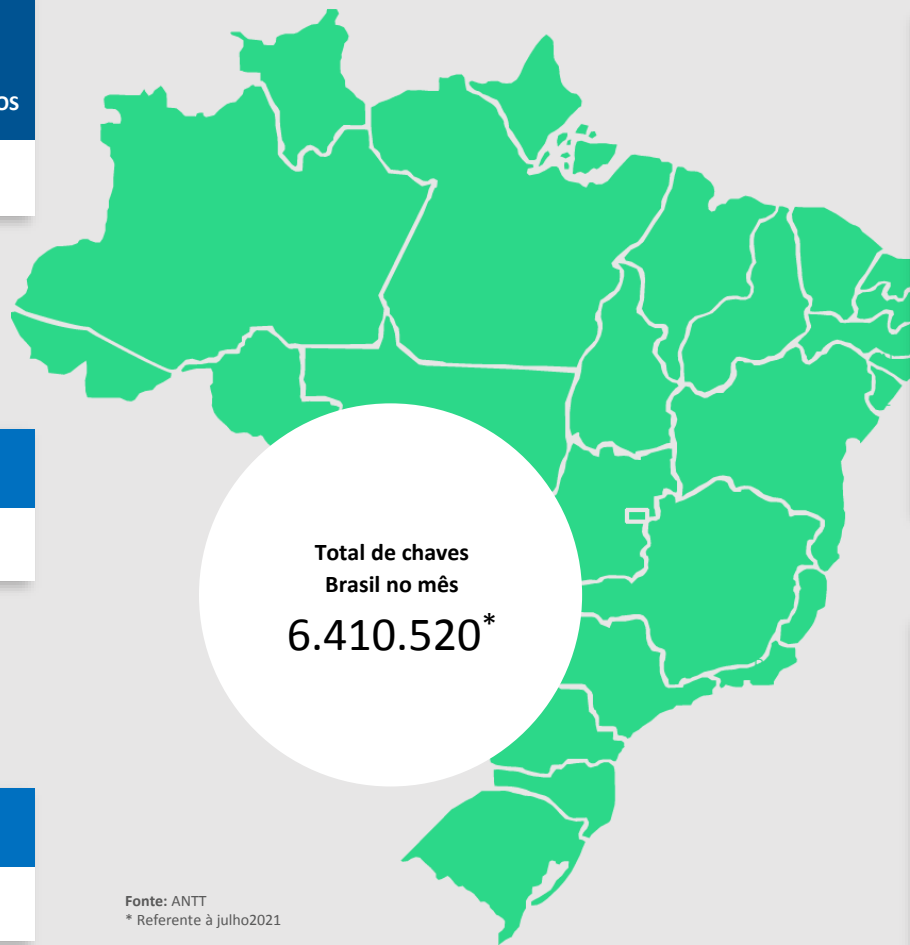 OS
Total de chaves
Brasil no mês
6.410.520*
Fonte: ANTT
* Referente à julho2021